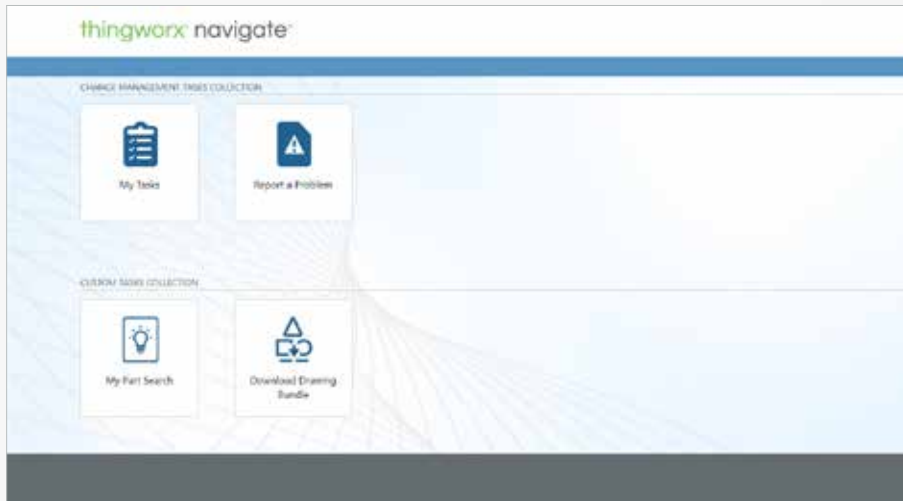 thingworx navigate
CHANGE MANAGEMENT TASKS COLLECTION
My Tasks
Report a Problem
CUSTOM TASKS COLLECTION
My Part Search
Download Drawing
Bundle